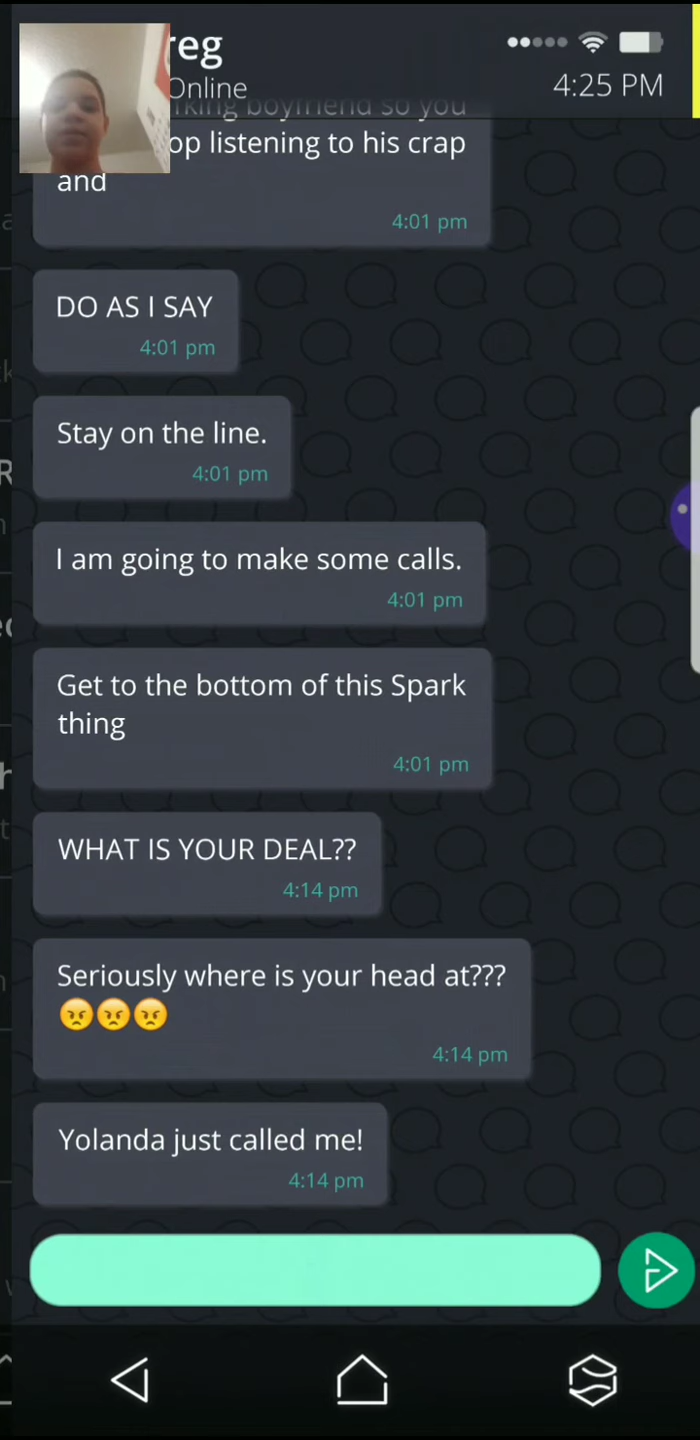 reg
Online
4:25 PM
boyfriend so you
op listening to his crap
and
4:01 pm
DO AS I SAY
4:01 pm
Stay on the line.
4:01 pm
I am going to make some calls.
4:01 pm
Get to the bottom of this Spark
thing
4:01 pm
WHAT IS YOUR DEAL??
4:14 pm
Seriously where is your head at???
😠😠😠
4:14 pm
Yolanda just called me!
4:14 pm